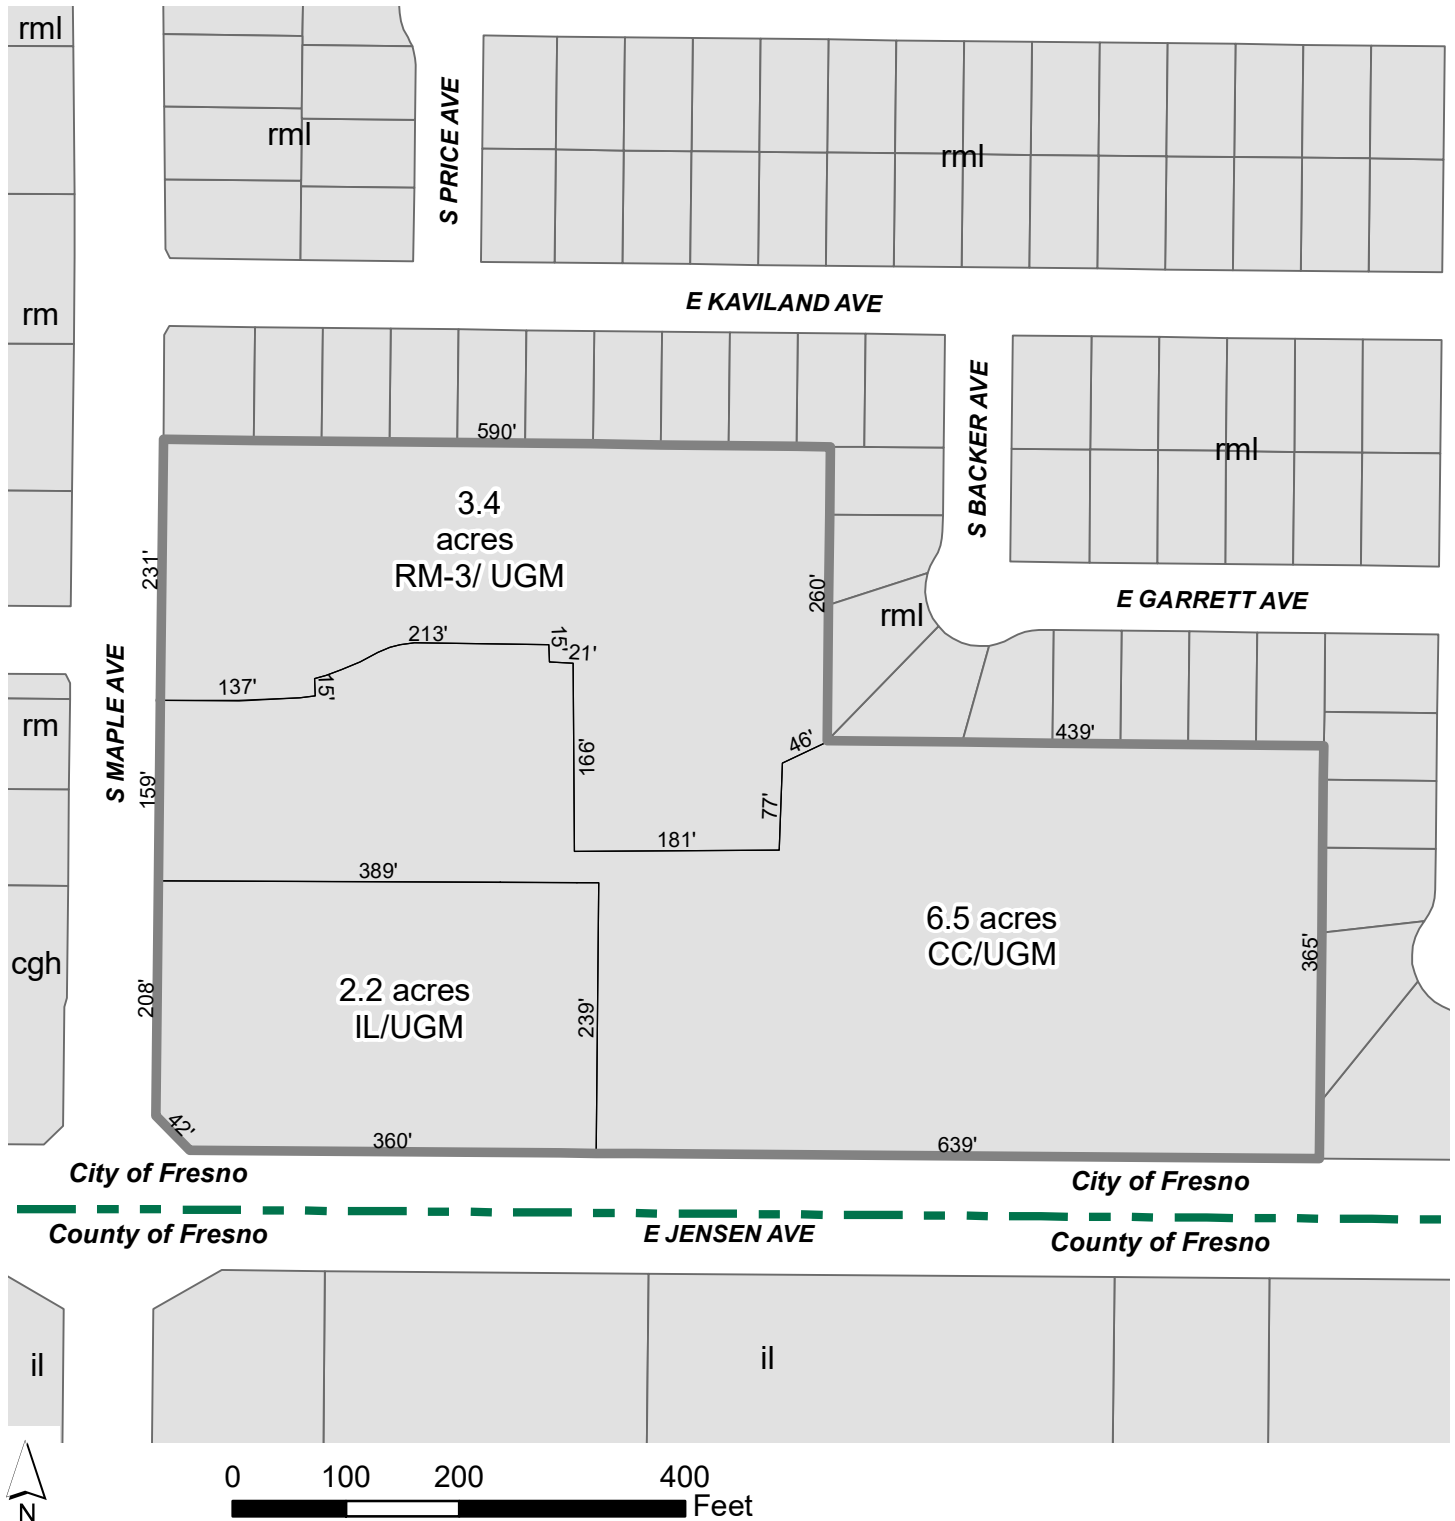 rml
rml
S PRICE AVE
rml
rm
E KAVILAND AVE
S BACKER AVE
rml
590'
3.4
acres
RM-3/ UGM
231'
260'
E GARRETT AVE
rml
213'
15'
21'
137'
15'
rm
S MAPLE AVE
159'
166'
46'
439'
77'
181'
389'
6.5 acres
CC/UGM
365'
cgh
2.2 acres
IL/UGM
208'
239'
42'
360'
639'
City of Fresno
City of Fresno
County of Fresno
E JENSEN AVE
County of Fresno
il
il
N
0 100 200 400
Feet